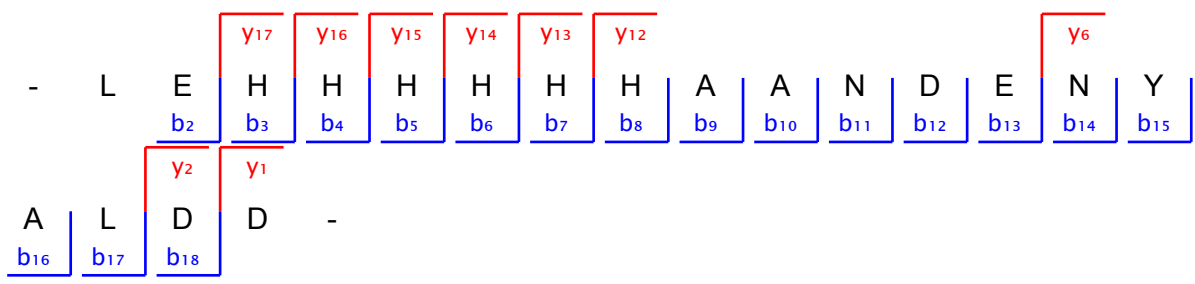 y17 y16 y15 y14 y13 y12 y6
- L E H H H H H H A A N D E N Y
b2 b3 b4 b5 b6 b7 b8 b9 b10 b11 b12 b13 b14 b15
y2 y1
A L D D -
b16 b17 b18